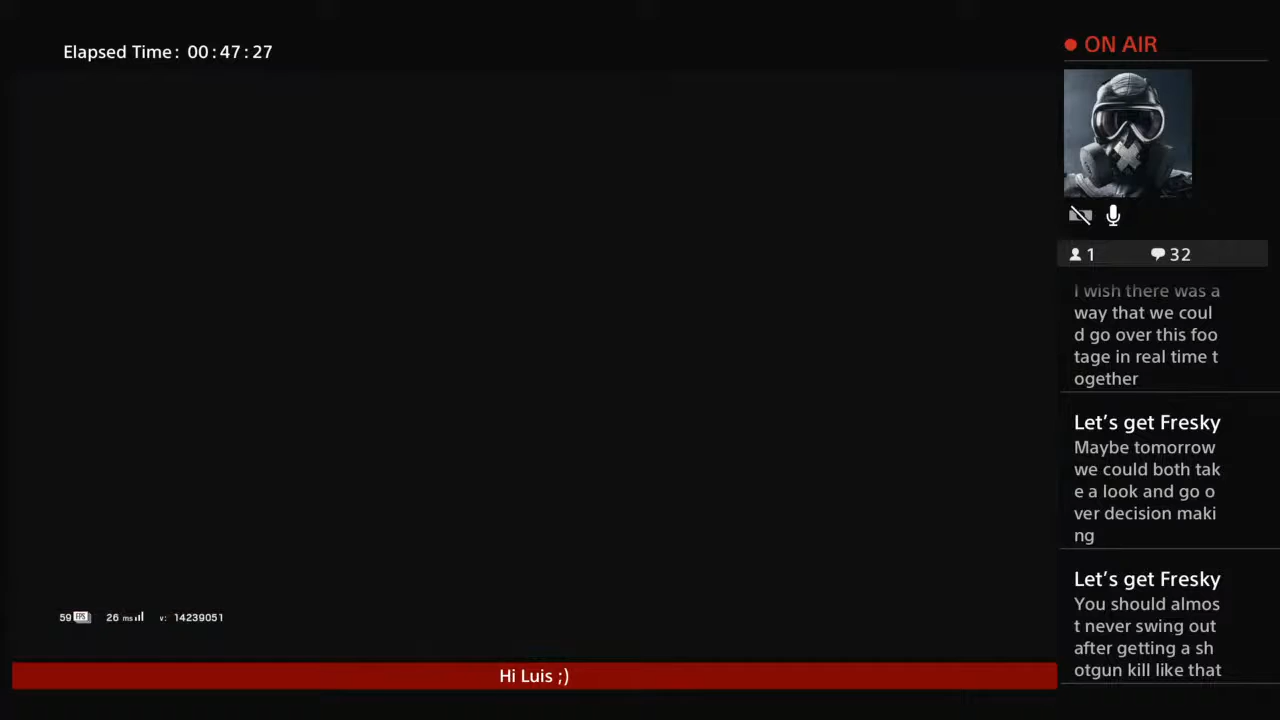 Elapsed Time: 00:47:27
ON AIR
1 32
I wish there was a
way that we coul
d go over this foo
tage in real time t
ogether
Let's get Fresky
Maybe tomorrow
we could both tak
e a look and go o
ver decision maki
ng
Let's get Fresky
You should almos
t never swing out
after getting a sh
otgun kill like that
59 FPS 26 ms v: 14239051
Hi Luis ;)